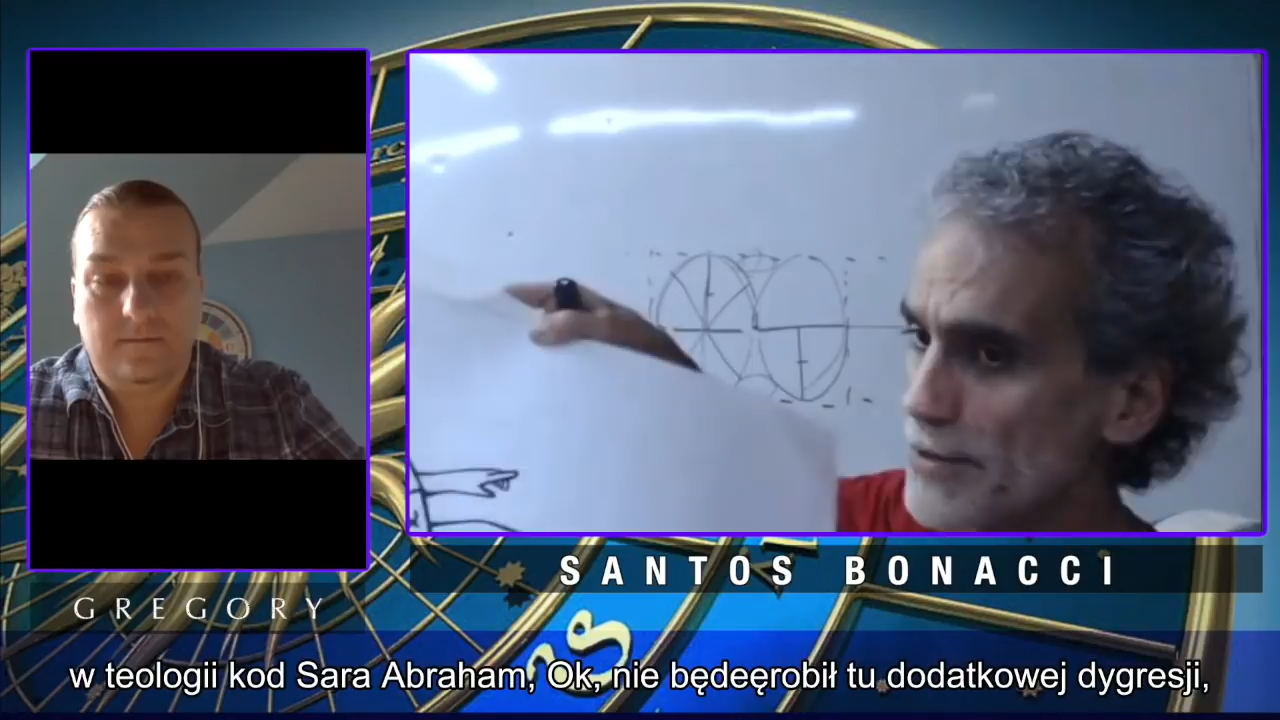 SANTOS BONACCI
GREGORY
w teologii kod Sara Abraham, Ok, nie będeęrobił tu dodatkowej dygresji,